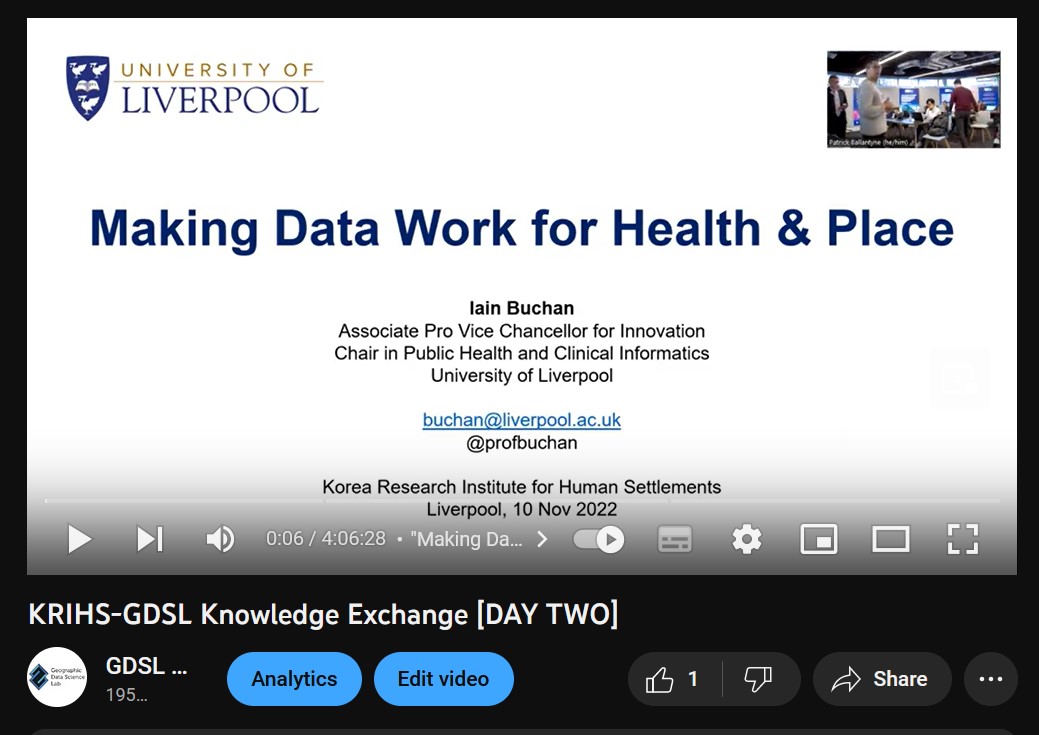 UNIVERSITY OF
LIVERPOOL
Patrick Ballantyne (he/him)
Making Data Work for Health & Place
Iain Buchan
Associate Pro Vice Chancellor for Innovation
Chair in Public Health and Clinical Informatics
University of Liverpool
buchan@liverpool.ac.uk
@profbuchan
Korea Research Institute for Human Settlements
Liverpool, 10 Nov 2022
0:06 / 4:06:28 • "Making Da...
KRIHS-GDSL Knowledge Exchange [DAY TWO]
Geographic
Data Science
Lab
GDSL ...
195...
Analytics
Edit video
1
Share